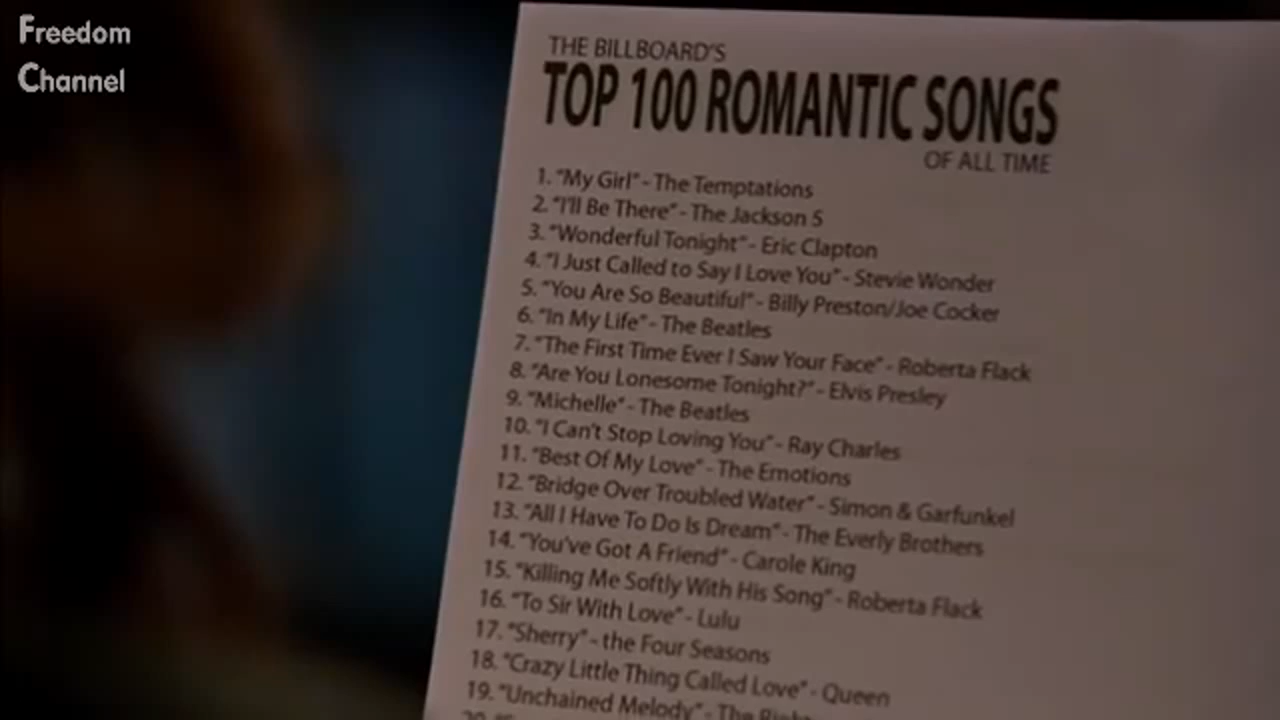 Freedom
Channel
THE BILLBOARD'S
TOP 100 ROMANTIC SONGS
OF ALL TIME
1. "My Girl" - The Temptations
2. "I'll Be There" - The Jackson 5
3. "Wonderful Tonight" - Eric Clapton
4. "I Just Called to Say I Love You" - Stevie Wonder
5. "You Are So Beautiful" - Billy Preston/Joe Cocker
6. "In My Life" - The Beatles
7. "The First Time Ever I Saw Your Face" - Roberta Flack
8. "Are You Lonesome Tonight?" - Elvis Presley
9. "Michelle" - The Beatles
10. "I Can't Stop Loving You" - Ray Charles
11. "Best Of My Love" - The Emotions
12. "Bridge Over Troubled Water" - Simon & Garfunkel
13. "All I Have To Do Is Dream" - The Everly Brothers
14. "You've Got A Friend" - Carole King
15. "Killing Me Softly With His Song" - Roberta Flack
16. "To Sir With Love" - Lulu
17. "Sherry" - the Four Seasons
18. "Crazy Little Thing Called Love" - Queen
19. "Unchained Melody" - The